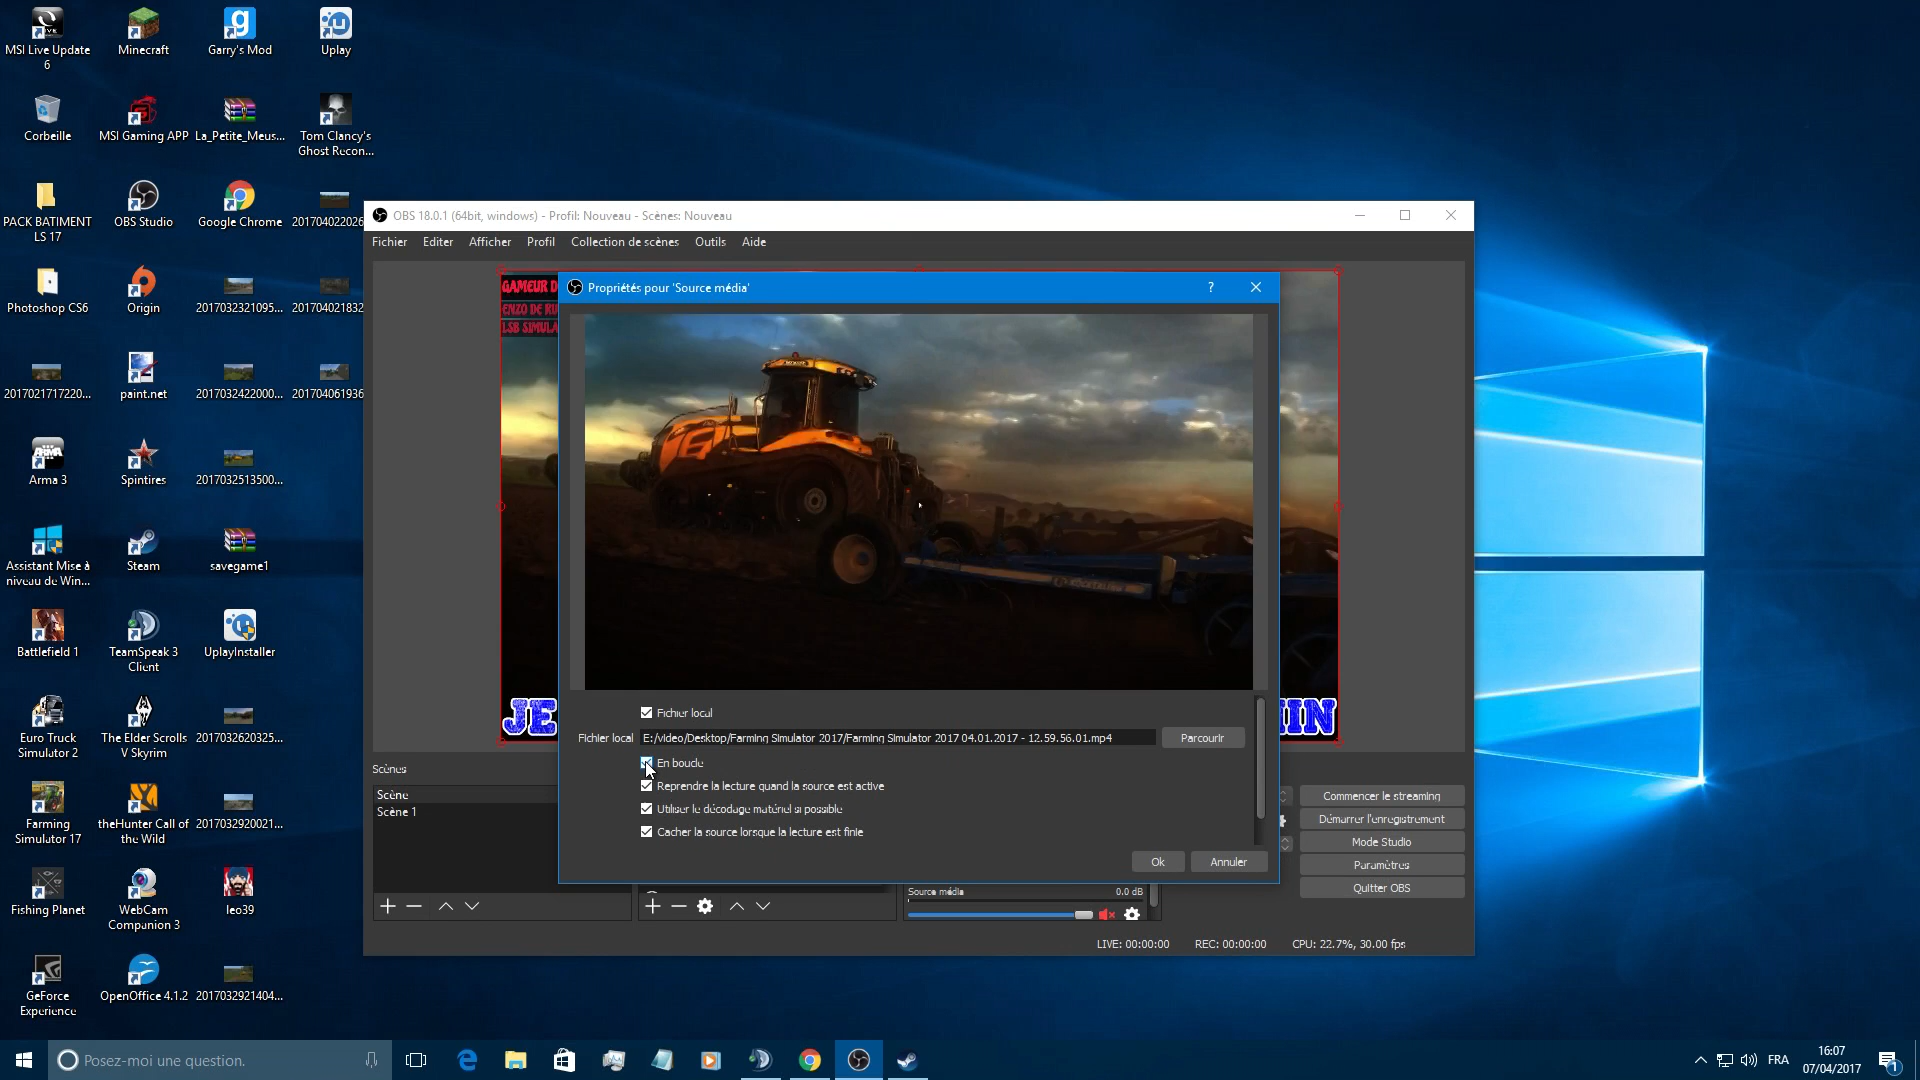 MSI Live Update
6
Minecraft
Garry's Mod
Uplay
Corbeille
MSI Gaming APP
La_Petite_Meus...
Tom Clancy's
Ghost Recon...
PACK BATIMENT
LS 17
OBS Studio
Google Chrome
201704022026
Photoshop CS6
Origin
2017032321095...
201704021832
2017021717220...
paint.net
2017032422000...
201704061936
Arma 3
Spintires
2017032513500...
Assistant Mise à
niveau de Win...
Steam
savegame1
Battlefield 1
TeamSpeak 3
Client
UplayInstaller
Euro Truck
Simulator 2
The Elder Scrolls
V Skyrim
2017032620325...
Farming
Simulator 17
theHunter Call of
the Wild
2017032920021...
Fishing Planet
WebCam
Companion 3
leo39
GeForce
Experience
OpenOffice 4.1.2
2017032921404...
OBS 18.0.1 (64bit, windows) - Profil: Nouveau - Scènes: Nouveau
Fichier Editer Afficher Profil Collection de scènes Outils Aide
GAMEUR D
ENZO DE RU
LSB SIMULA
Propriétés pour 'Source média'
?
JE
IIN
Fichier local
Fichier local E:/video/Desktop/Farming Simulator 2017/Farming Simulator 2017 04.01.2017 - 12.59.56.01.mp4 Parcourir
En boucle
Reprendre la lecture quand la source est active
Utiliser le décodage matériel si possible
Cacher la source lorsque la lecture est finie
Ok Annuler
Scènes
Scène
Scène 1
Source média 0.0 dB
Commencer le streaming
Démarrer l'enregistrement
Mode Studio
Paramètres
Quitter OBS
LIVE: 00:00:00 REC: 00:00:00 CPU: 22.7%, 30.00 fps
Posez-moi une question.
FRA
16:07
07/04/2017
1